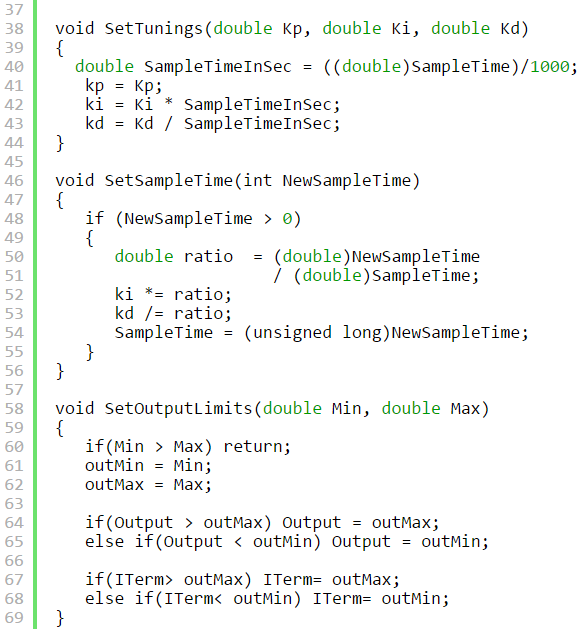 37
38 void SetTunings(double Kp, double Ki, double Kd)
39 {
40   double SampleTimeInSec = ((double)SampleTime)/1000;
41    kp = Kp;
42    ki = Ki * SampleTimeInSec;
43    kd = Kd / SampleTimeInSec;
44 }
45
46 void SetSampleTime(int NewSampleTime)
47 {
48    if (NewSampleTime > 0)
49    {
50       double ratio  = (double)NewSampleTime
51                       / (double)SampleTime;
52       ki *= ratio;
53       kd /= ratio;
54       SampleTime = (unsigned long)NewSampleTime;
55    }
56 }
57
58 void SetOutputLimits(double Min, double Max)
59 {
60    if(Min > Max) return;
61    outMin = Min;
62    outMax = Max;
63
64    if(Output > outMax) Output = outMax;
65    else if(Output < outMin) Output = outMin;
66
67    if(ITerm> outMax) ITerm= outMax;
68    else if(ITerm< outMin) ITerm= outMin;
69 }